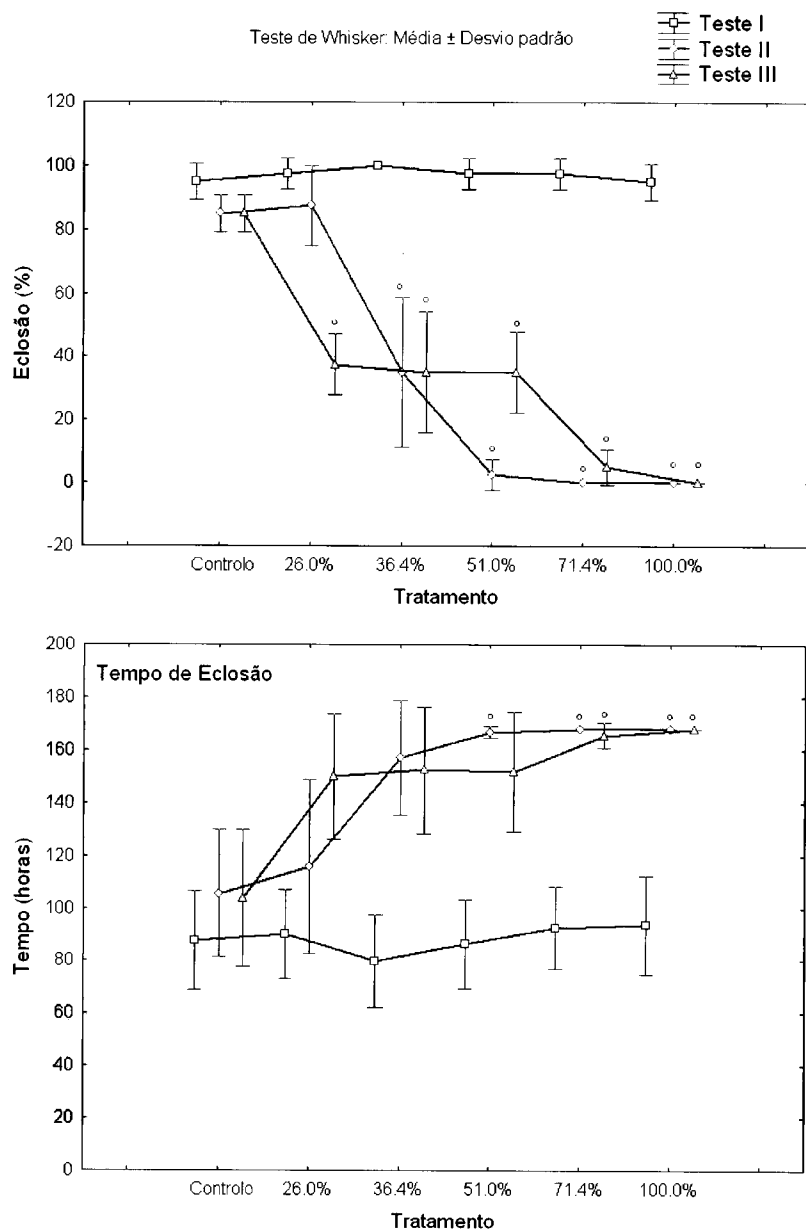 Teste de Whisker: Média ± Desvio padrão
Teste I
Teste II
Teste III
Eclosão (%)
120
100
80
60
40
20
0
-20
Controlo 26.0% 36.4% 51.0% 71.4% 100.0%
Tratamento
Tempo de Eclosão
Tempo (horas)
200
180
160
140
120
100
80
60
40
20
0
Controlo 26.0% 36.4% 51.0% 71.4% 100.0%
Tratamento